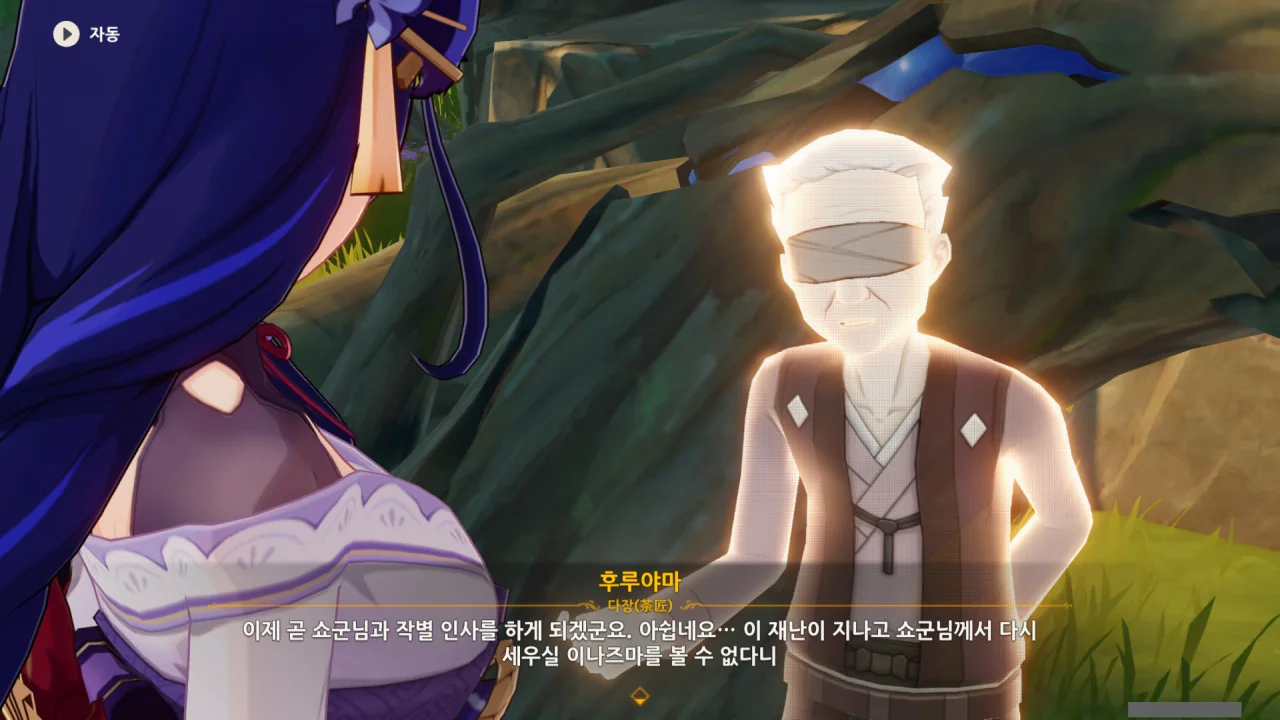 자동
후루야마
다장(茶匠)
이제 곧 쇼군님과 작별 인사를 하게 되겠군요. 아쉽네요… 이 재난이 지나고 쇼군님께서 다시
세우실 이나즈마를 볼 수 없다니